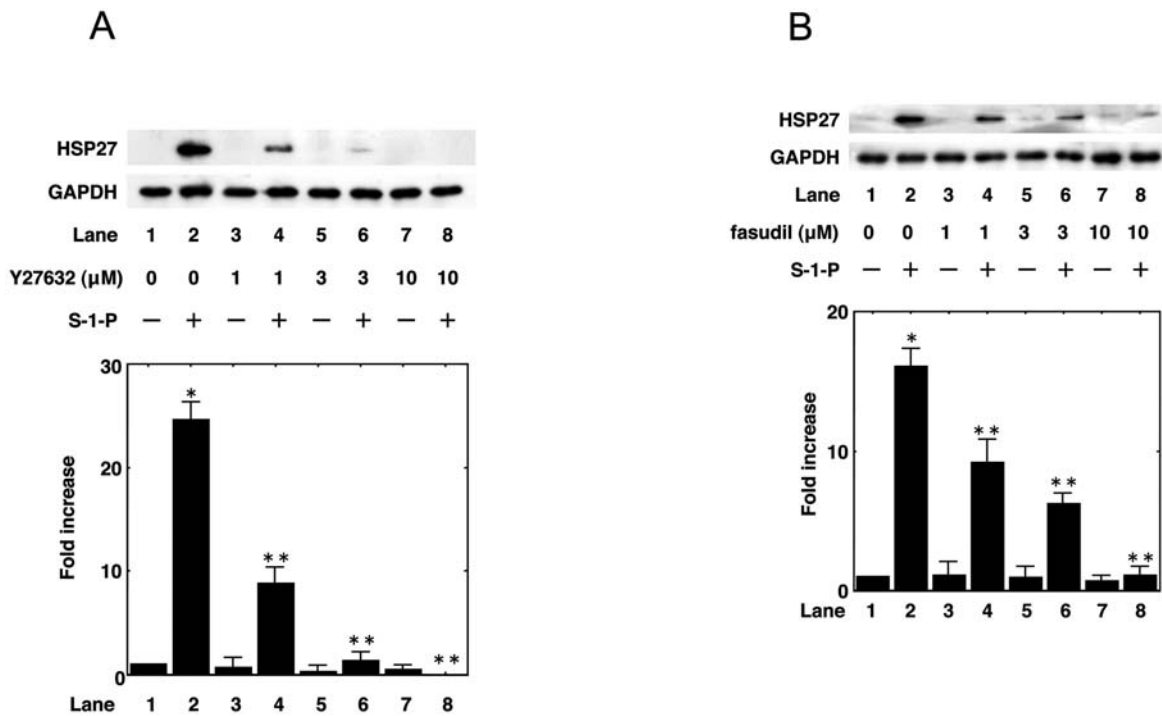 A
HSP27
GAPDH
Lane 1 2 3 4 5 6 7 8
Y27632 (μM) 0 0 1 1 3 3 10 10
S-1-P − + − + − + − +
30
20
10
0
Fold increase
* ** ** **
Lane 1 2 3 4 5 6 7 8
B
HSP27
GAPDH
Lane 1 2 3 4 5 6 7 8
fasudil (μM) 0 0 1 1 3 3 10 10
S-1-P − + − + − + − +
20
10
0
Fold increase
* ** ** **
Lane 1 2 3 4 5 6 7 8